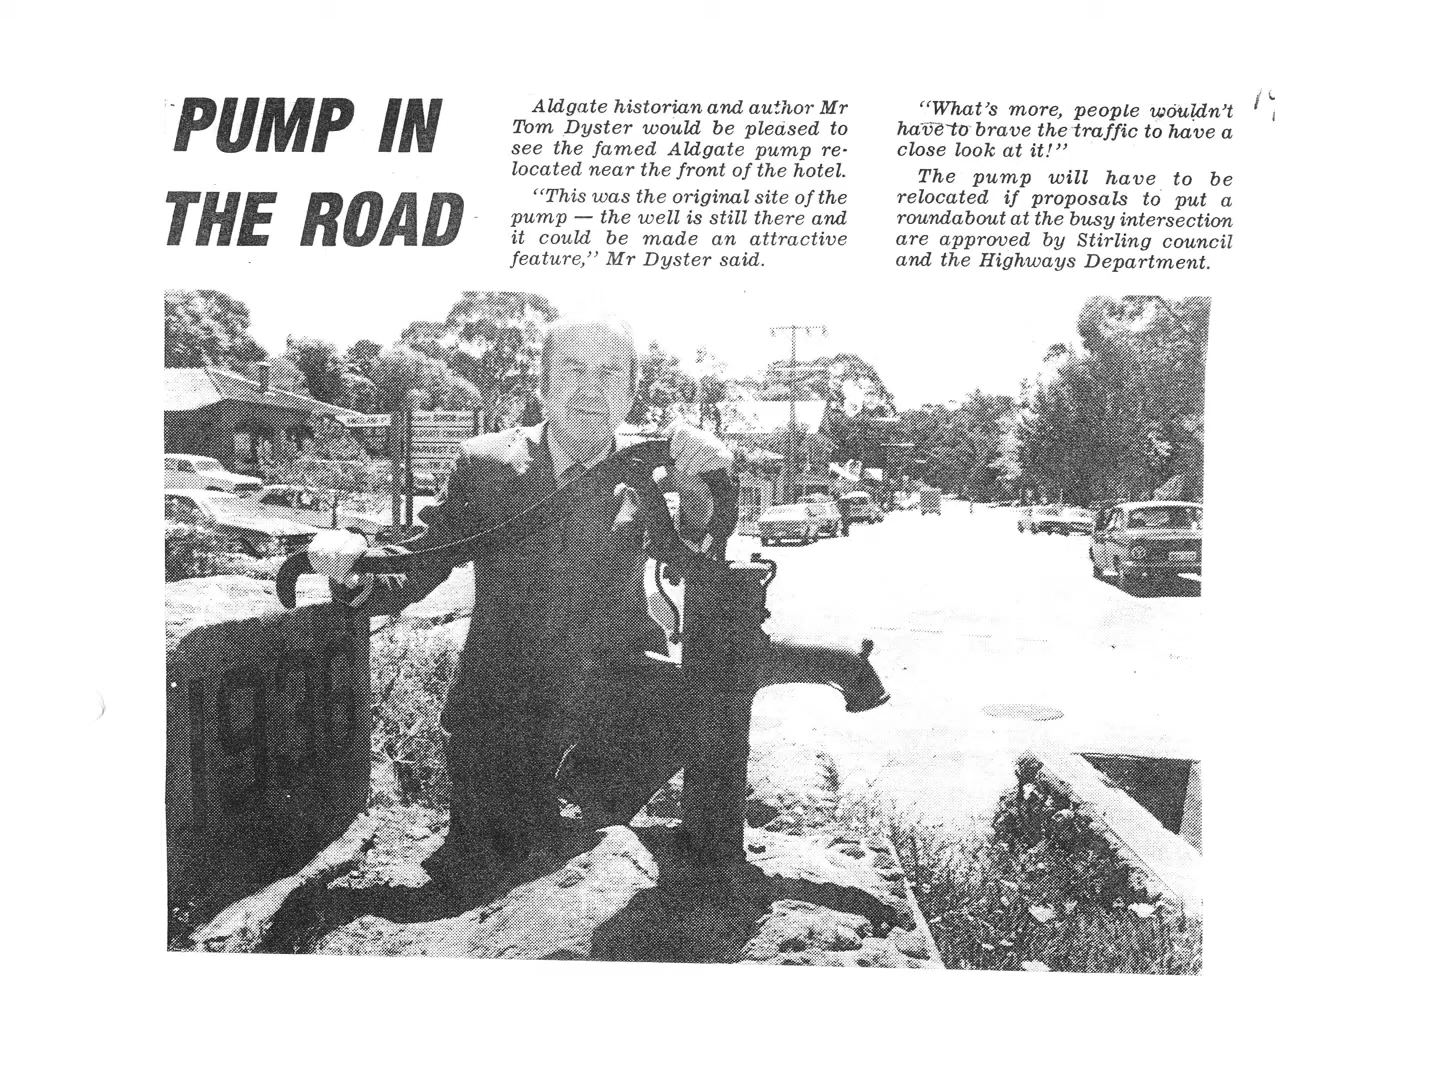 PUMP IN
THE ROAD
Aldgate historian and author Mr
Tom Dyster would be pleased to
see the famed Aldgate pump re-
located near the front of the hotel.
“This was the original site of the
pump — the well is still there and
it could be made an attractive
feature,” Mr Dyster said.
“What’s more, people wouldn’t
have to brave the traffic to have a
close look at it!”
The pump will have to be
relocated if proposals to put a
roundabout at the busy intersection
are approved by Stirling council
and the Highways Department.